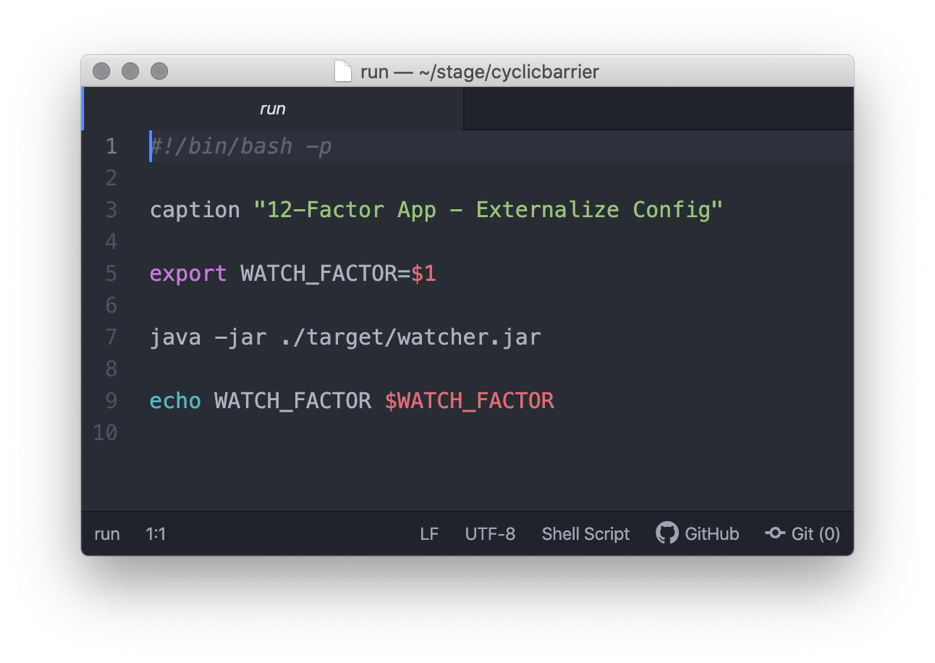 run — ~/stage/cyclicbarrier
run
1 #!/bin/bash -p
2
3 caption "12-Factor App - Externalize Config"
4
5 export WATCH_FACTOR=$1
6
7 java -jar ./target/watcher.jar
8
9 echo WATCH_FACTOR $WATCH_FACTOR
10
run 1:1 LF UTF-8 Shell Script GitHub Git (0)